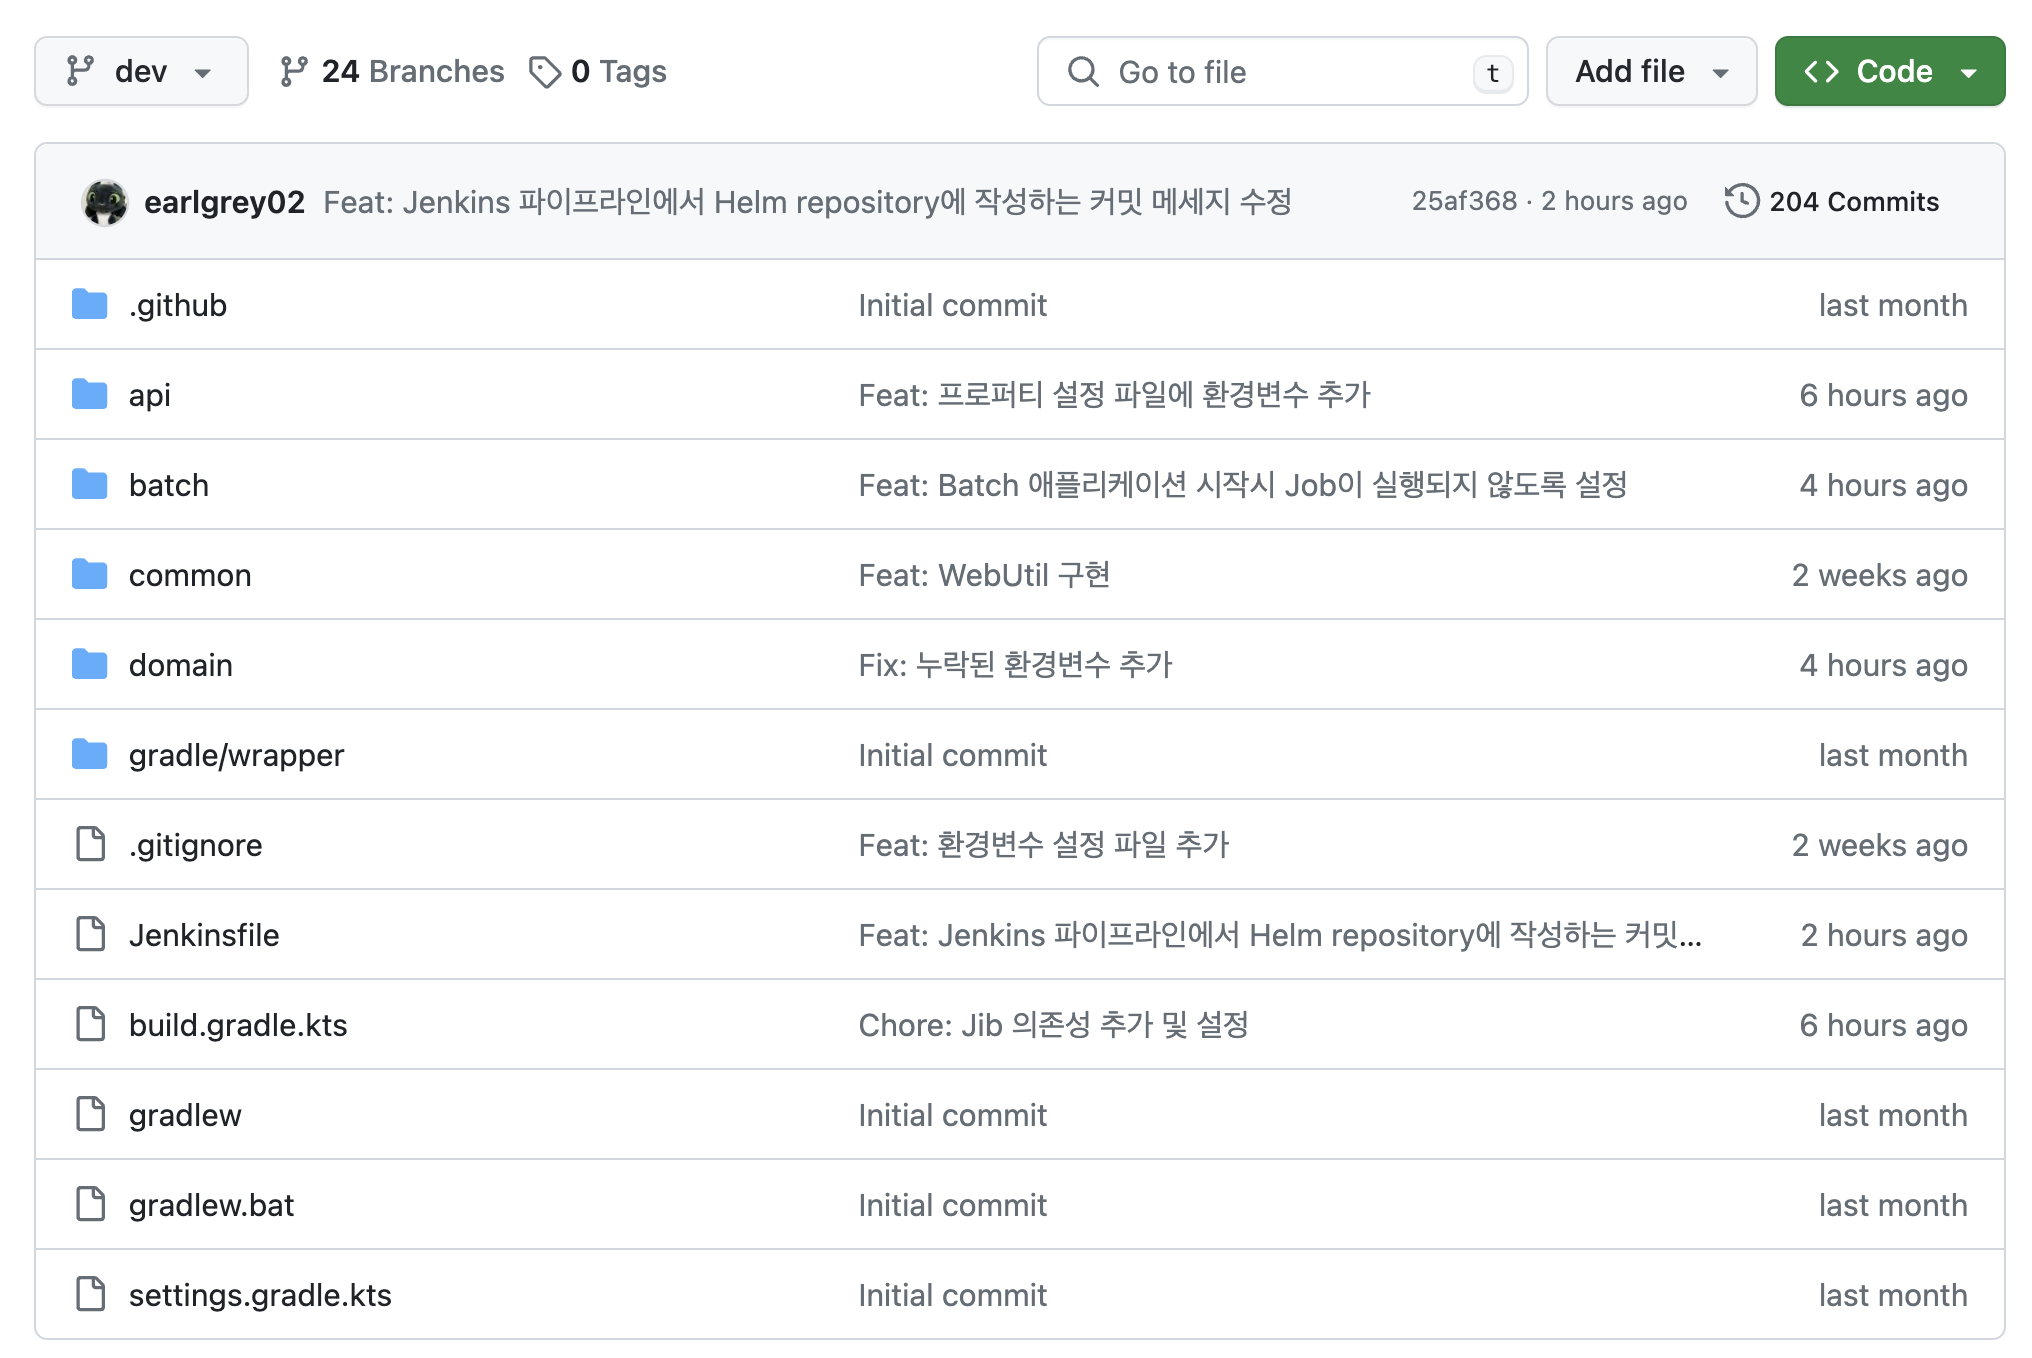 dev 24 Branches 0 Tags Go to file t Add file Code
earlgrey02 Feat: Jenkins 파이프라인에서 Helm repository에 작성하는 커밋 메세지 수정 25af368 · 2 hours ago 204 Commits
.github Initial commit last month
api Feat: 프로퍼티 설정 파일에 환경변수 추가 6 hours ago
batch Feat: Batch 애플리케이션 시작시 Job이 실행되지 않도록 설정 4 hours ago
common Feat: WebUtil 구현 2 weeks ago
domain Fix: 누락된 환경변수 추가 4 hours ago
gradle/wrapper Initial commit last month
.gitignore Feat: 환경변수 설정 파일 추가 2 weeks ago
Jenkinsfile Feat: Jenkins 파이프라인에서 Helm repository에 작성하는 커밋... 2 hours ago
build.gradle.kts Chore: Jib 의존성 추가 및 설정 6 hours ago
gradlew Initial commit last month
gradlew.bat Initial commit last month
settings.gradle.kts Initial commit last month